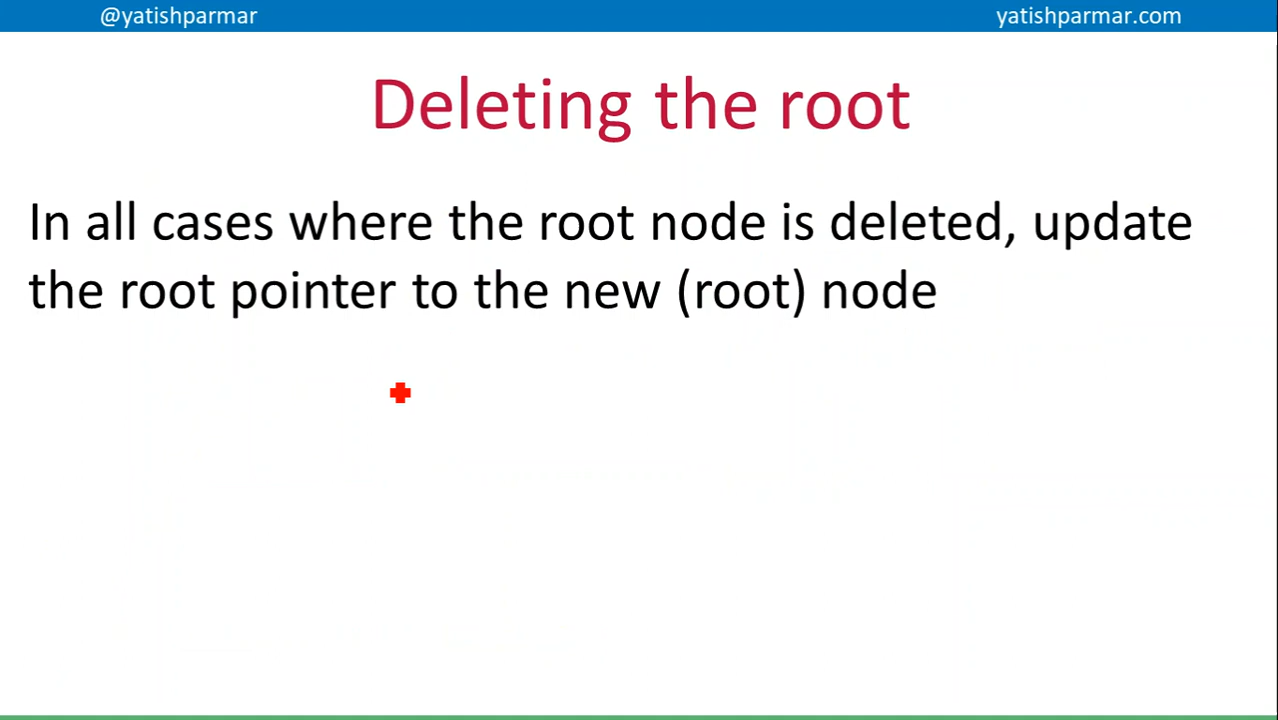 @yatishparmar
yatishparmar.com
Deleting the root
In all cases where the root node is deleted, update
the root pointer to the new (root) node